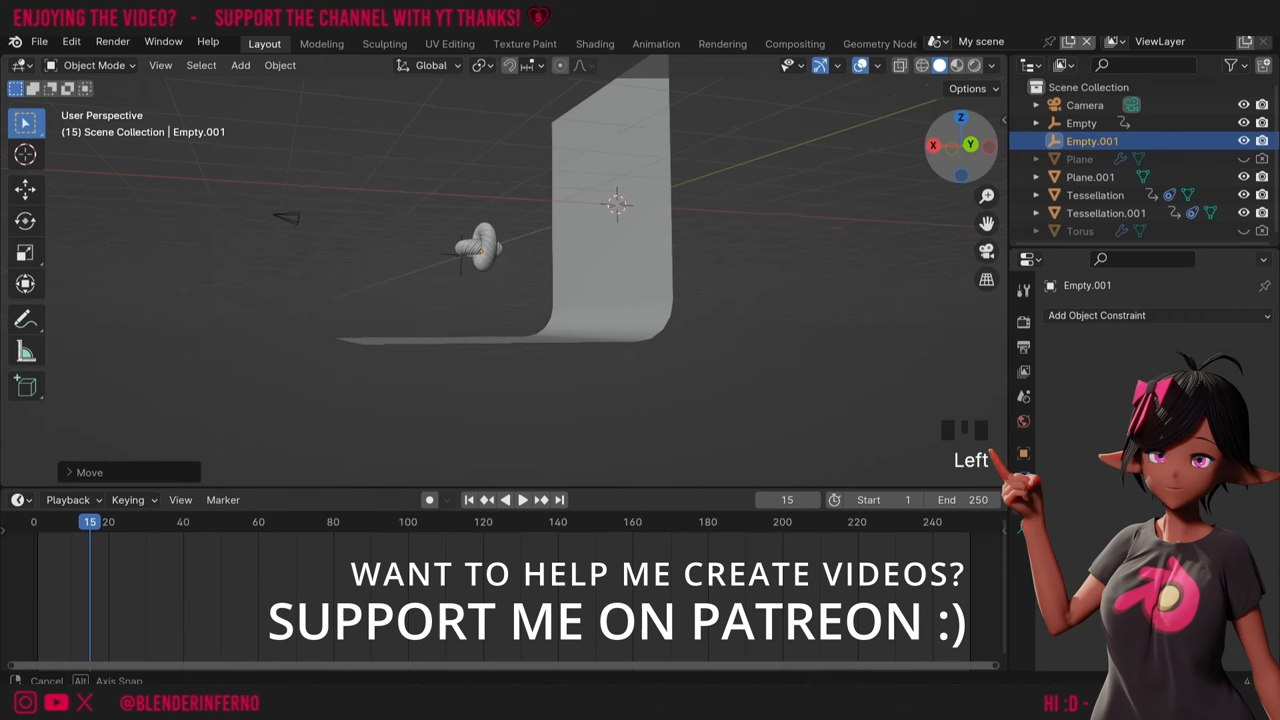 ENJOYING THE VIDEO? - SUPPORT THE CHANNEL WITH YT THANKS!
File Edit Render Window Help
Layout Modeling Sculpting UV Editing Texture Paint Shading Animation Rendering Compositing Geometry Node
My scene
ViewLayer
Object Mode View Select Add Object
Global
Options
User Perspective
(15) Scene Collection | Empty.001
Z
X
Y
Scene Collection
Camera
Empty
Empty.001
Plane
Plane.001
Tessellation
Tessellation.001
Torus
Empty.001
Add Object Constraint
Left
Move
Playback Keying View Marker
15
Start 1
End 250
0 15 20 40 60 80 100 120 140 160 180 200 220 240
WANT TO HELP ME CREATE VIDEOS?
SUPPORT ME ON PATREON :)
Cancel Alt Axis Snap
@BLENDERINFERNO
HI :D -